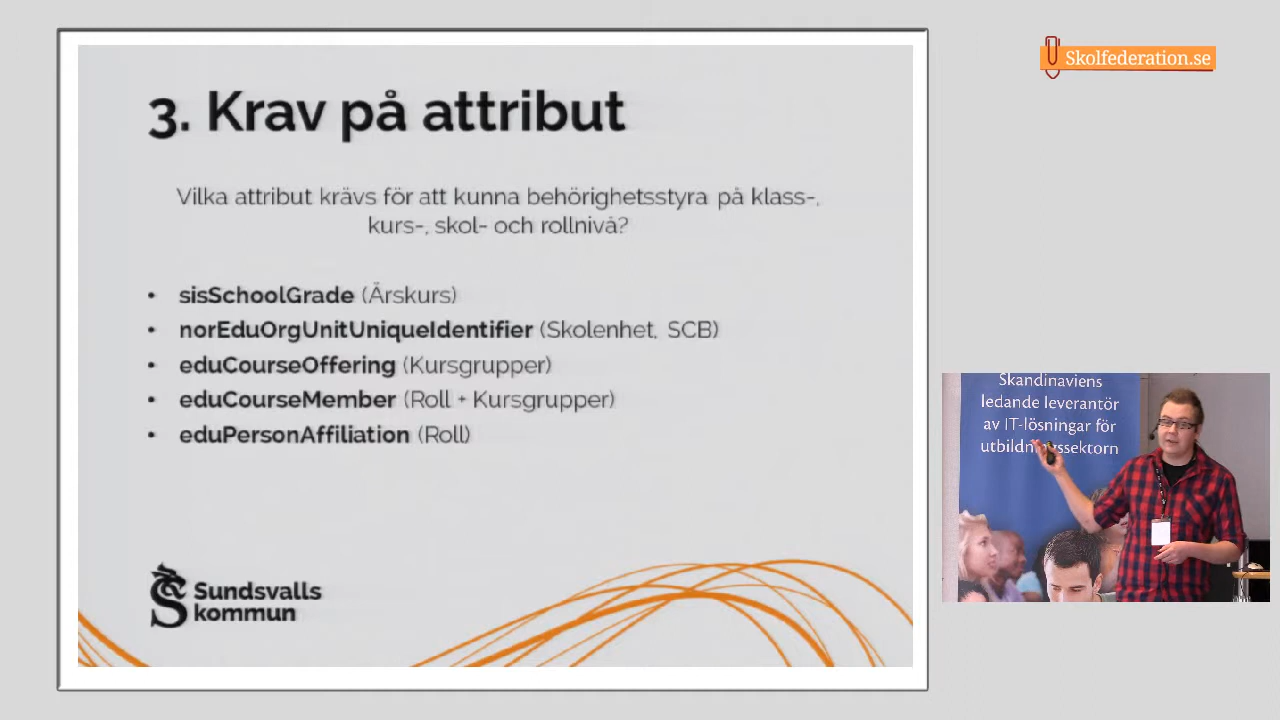 3. Krav på attribut
Vilka attribut krävs för att kunna behörighetsstyra på klass-,
kurs-, skol- och rollnivå?
• sisSchoolGrade (Årskurs)
• norEduOrgUnitUniqueIdentifier (Skolenhet, SCB)
• eduCourseOffering (Kursgrupper)
• eduCourseMember (Roll + Kursgrupper)
• eduPersonAffiliation (Roll)
Sundsvalls
kommun
Skolfederation.se
Skandinaviens
ledande leverantör
av IT-lösningar för
utbildningssektorn